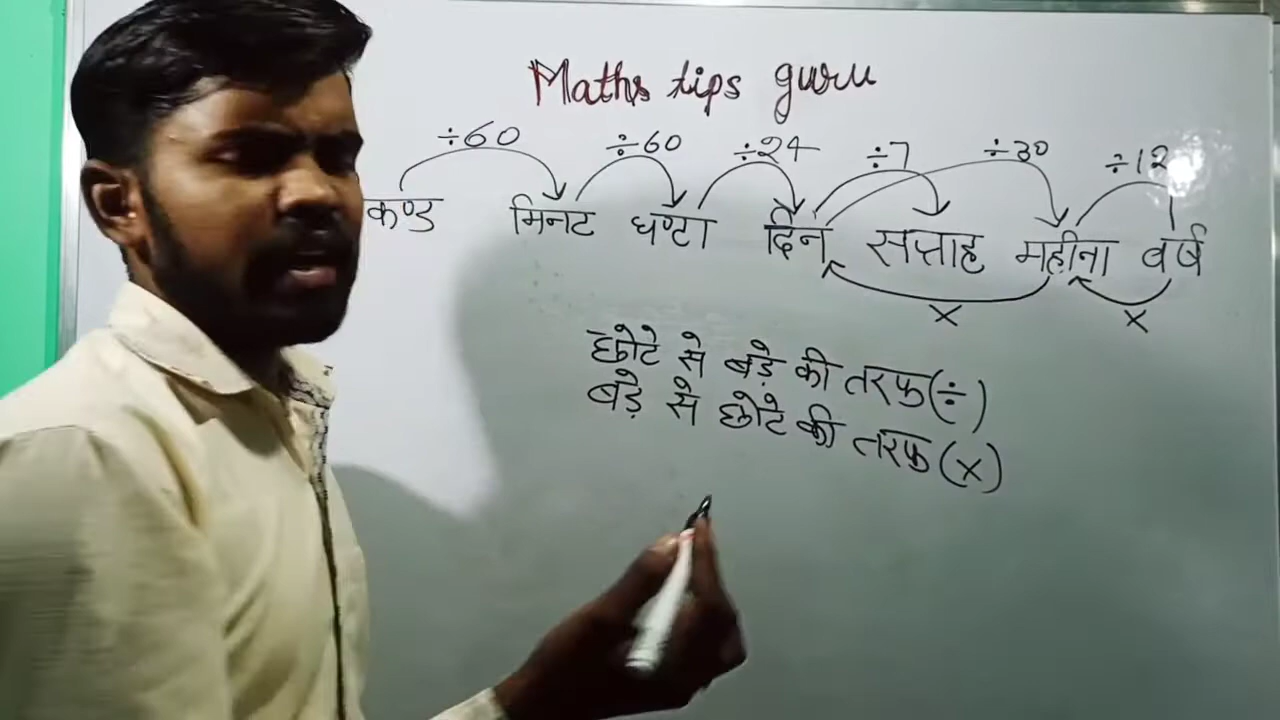 Maths tips guru
÷60 ÷60 ÷24 ÷7 ÷30 ÷12
कण्ड मिनट घण्टा दिन सप्ताह महीना वर्ष
x x
छोटे से बड़े की तरफ (÷)
बड़े से छोटे की तरफ (x)